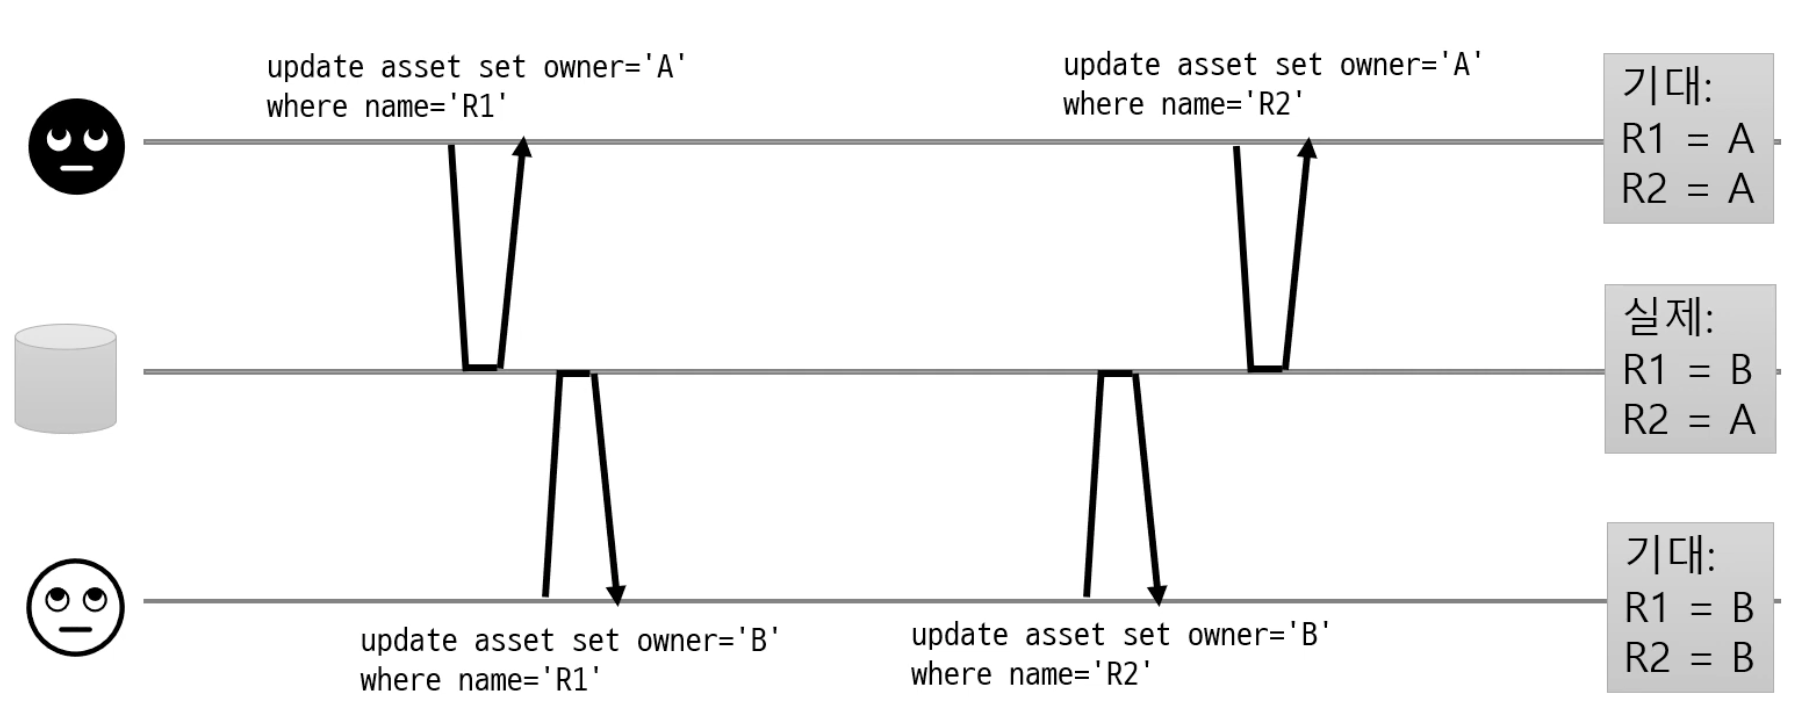 update asset set owner='A'
where name='R1'
update asset set owner='A'
where name='R2'
기대:
R1 = A
R2 = A
실제:
R1 = B
R2 = A
update asset set owner='B'
where name='R1'
update asset set owner='B'
where name='R2'
기대:
R1 = B
R2 = B